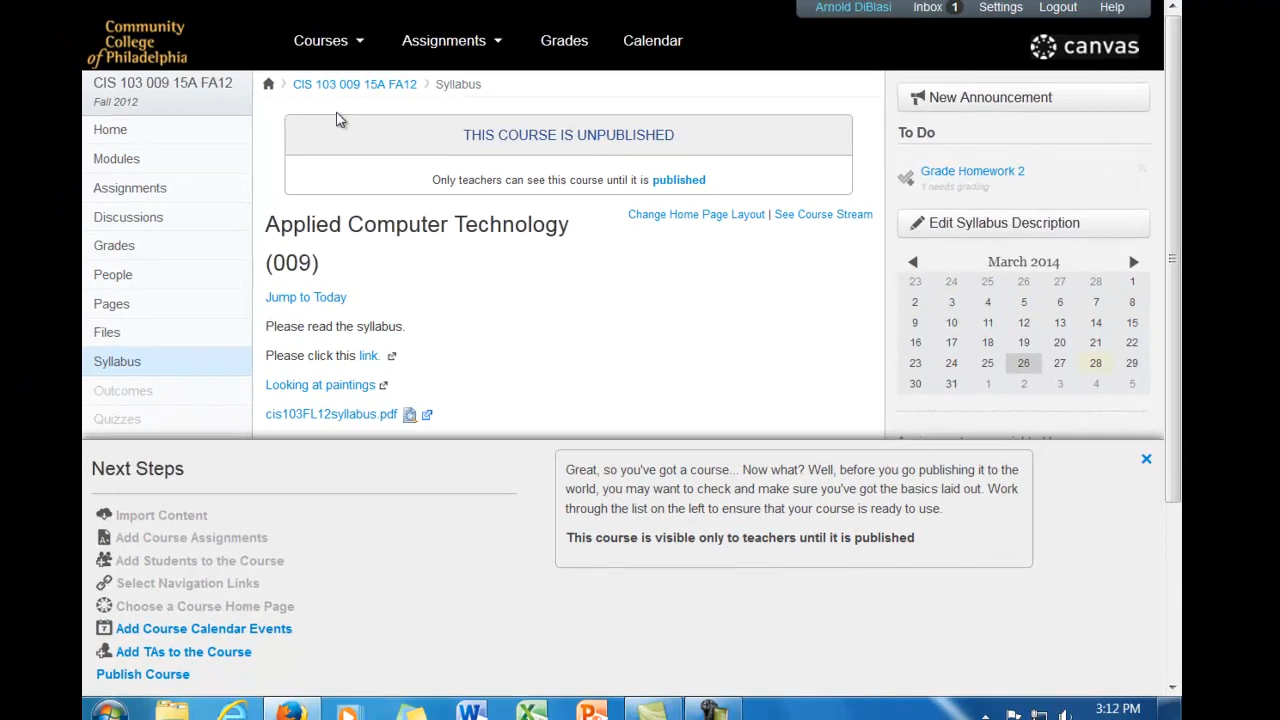 Arnold DiBlasi Inbox 1 Settings Logout Help
Community
College
of Philadelphia
Courses Assignments Grades Calendar
canvas
CIS 103 009 15A FA12
Fall 2012
Home
Modules
Assignments
Discussions
Grades
People
Pages
Files
Syllabus
Outcomes
Quizzes
CIS 103 009 15A FA12 Syllabus
THIS COURSE IS UNPUBLISHED
Only teachers can see this course until it is published
Change Home Page Layout | See Course Stream
Applied Computer Technology
(009)
Jump to Today
Please read the syllabus.
Please click this link.
Looking at paintings
cis103FL12syllabus.pdf
New Announcement
To Do
Grade Homework 2
1 needs grading
Edit Syllabus Description
March 2014
23 24 25 26 27 28 1
2 3 4 5 6 7 8
9 10 11 12 13 14 15
16 17 18 19 20 21 22
23 24 25 26 27 28 29
30 31 1 2 3 4 5
Next Steps
Import Content
Add Course Assignments
Add Students to the Course
Select Navigation Links
Choose a Course Home Page
Add Course Calendar Events
Add TAs to the Course
Publish Course
Great, so you've got a course... Now what? Well, before you go publishing it to the
world, you may want to check and make sure you've got the basics laid out. Work
through the list on the left to ensure that your course is ready to use.
This course is visible only to teachers until it is published
3:12 PM